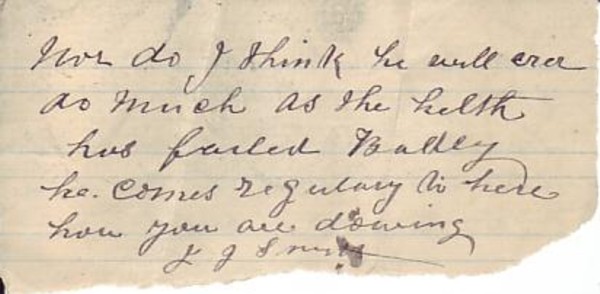 Nor do I think he will ever
do much as the helth
has failed Badley
he comes regulary to here
how you are dowing
J J Smith